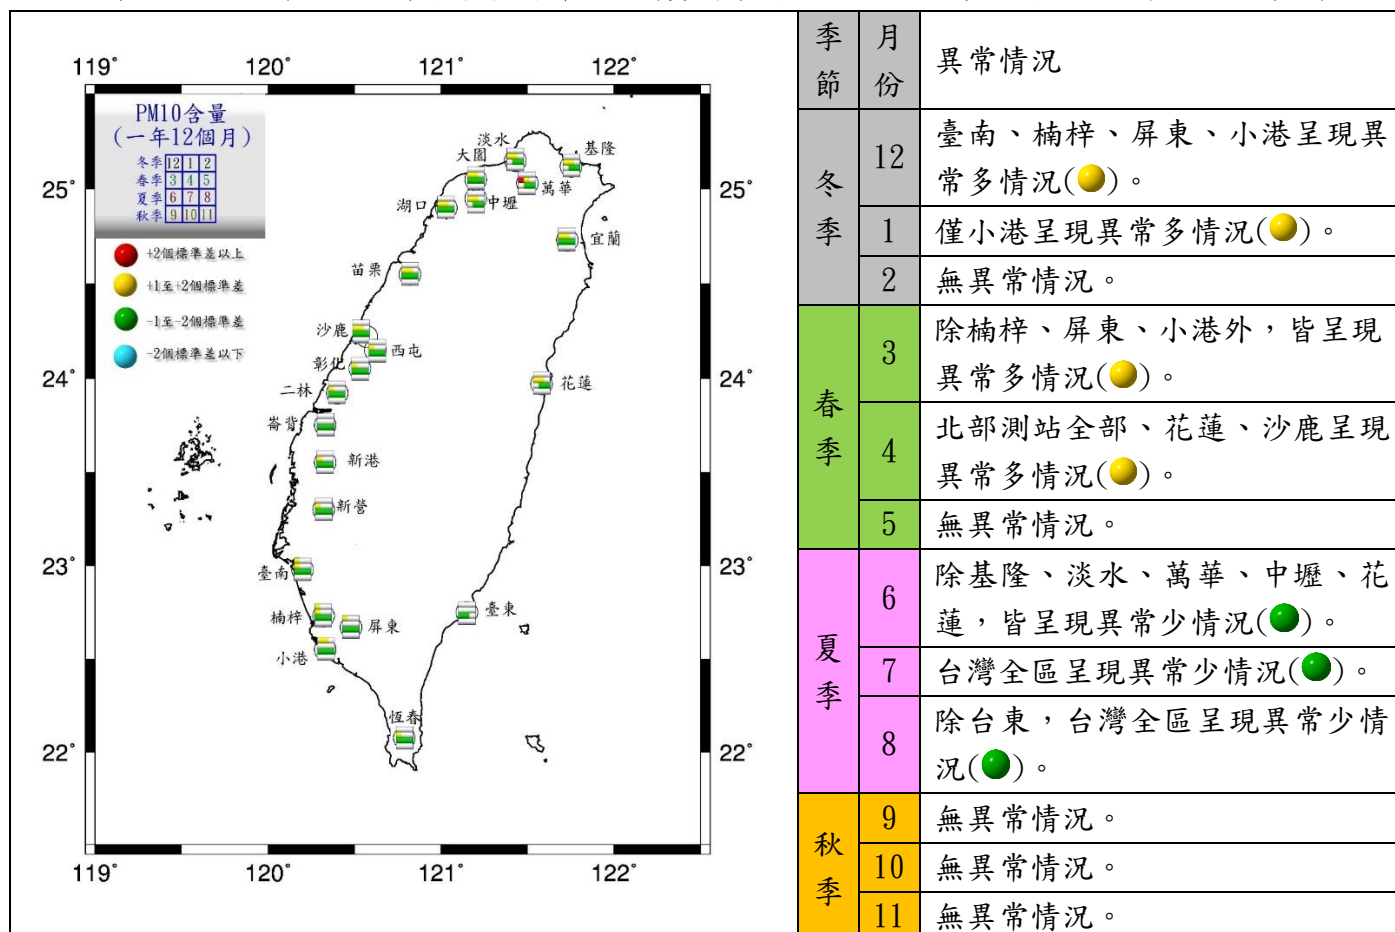 119°
120°
121°
122°
PM10含量
(一年12個月)
冬季 12 1 2
春季 3 4 5
夏季 6 7 8
秋季 9 10 11
+2個標準差以上
+1至+2個標準差
-1至-2個標準差
-2個標準差以下
25°
24°
23°
22°
25°
24°
23°
22°
淡水
基隆
大園
萬華
中壢
湖口
宜蘭
苗栗
沙鹿
西屯
彰化
花蓮
二林
崙背
新港
新營
臺南
楠梓
屏東
臺東
小港
恆春
119°
120°
121°
122°
季節
月份
異常情況
冬季
12
臺南、楠梓、屏東、小港呈現異
常多情況()。
1
僅小港呈現異常多情況()。
2
無異常情況。
春季
3
除楠梓、屏東、小港外,皆呈現
異常多情況()。
4
北部測站全部、花蓮、沙鹿呈現
異常多情況()。
5
無異常情況。
夏季
6
除基隆、淡水、萬華、中壢、花
蓮,皆呈現異常少情況()。
7
台灣全區呈現異常少情況()。
8
除台東,台灣全區呈現異常少情
況()。
秋季
9
無異常情況。
10
無異常情況。
11
無異常情況。